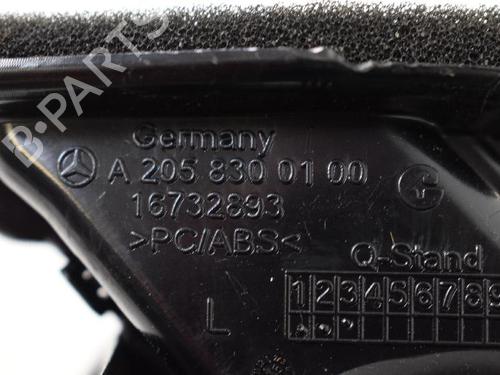 B-PARTS
Germany
A 205 830 01 00
16732893
>PC/ABS<
Q-Stand
1 2 3 4 5 6 7 8 9
L